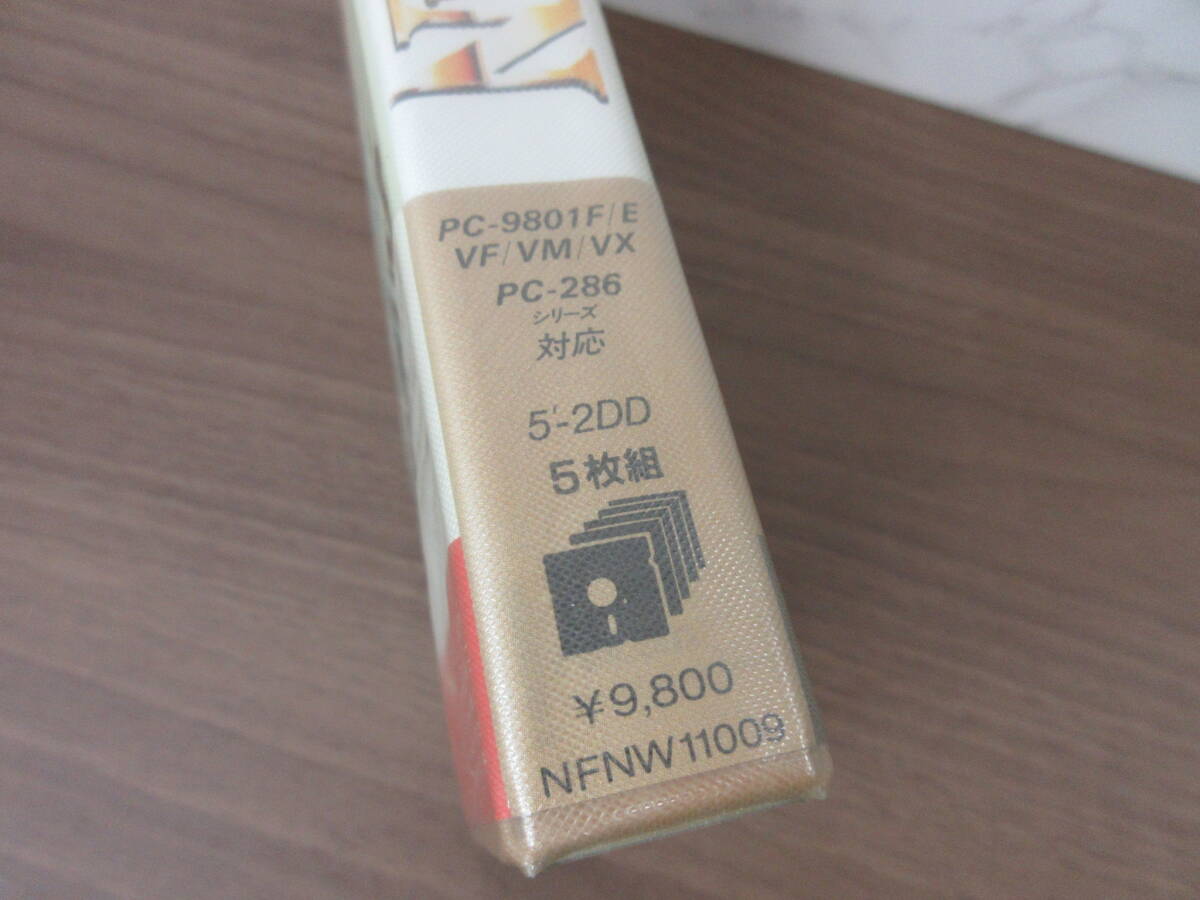 PC-9801F/E
VF/VM/VX
PC-286
シリーズ
対応
5′-2DD
5枚組
¥9,800
NFNW11009